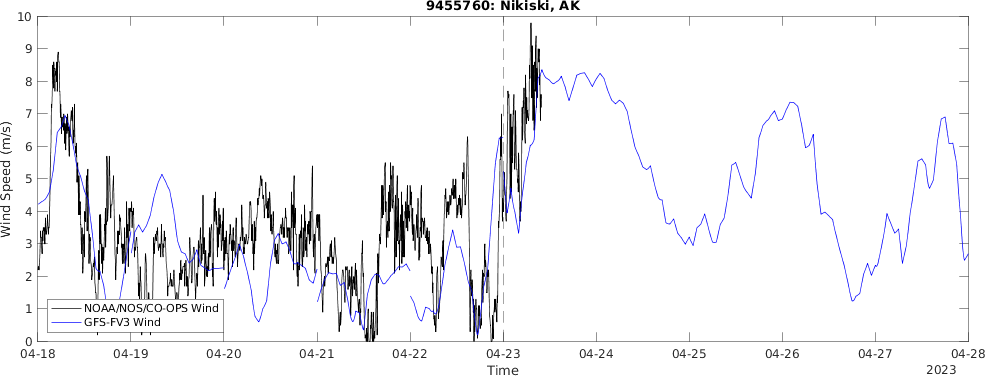 9455760: Nikiski, AK
10
9
8
7
6
5
4
3
2
1
0
Wind Speed (m/s)
NOAA/NOS/CO-OPS Wind
GFS-FV3 Wind
04-18 04-19 04-20 04-21 04-22 04-23 04-24 04-25 04-26 04-27 04-28
Time
2023